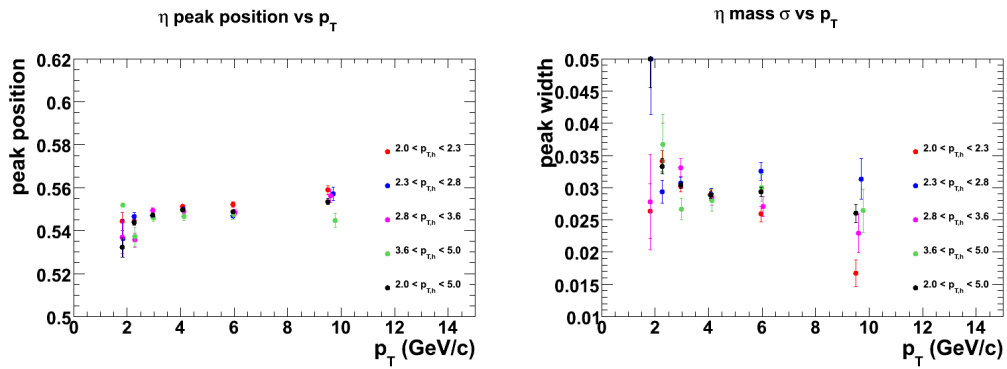 η peak position vs p_T
peak position
0.62
0.6
0.58
0.56
0.54
0.52
0.5
0 2 4 6 8 10 12 14
p_T (GeV/c)
2.0 < p_T,h < 2.3
2.3 < p_T,h < 2.8
2.8 < p_T,h < 3.6
3.6 < p_T,h < 5.0
2.0 < p_T,h < 5.0
η mass σ vs p_T
peak width
0.05
0.045
0.04
0.035
0.03
0.025
0.02
0.015
0.01
0 2 4 6 8 10 12 14
p_T (GeV/c)
2.0 < p_T,h < 2.3
2.3 < p_T,h < 2.8
2.8 < p_T,h < 3.6
3.6 < p_T,h < 5.0
2.0 < p_T,h < 5.0